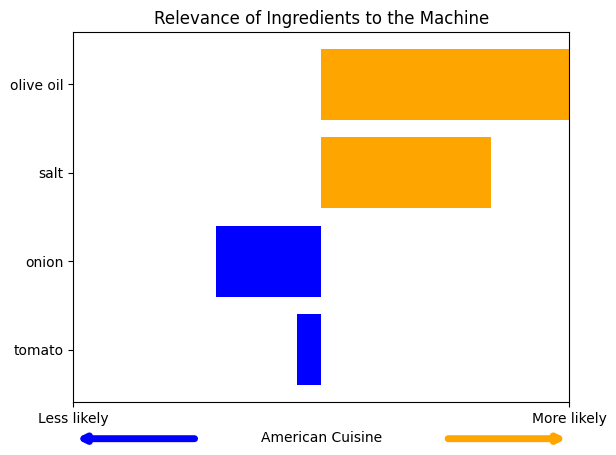 Relevance of Ingredients to the Machine
olive oil
salt
onion
tomato
Less likely More likely
American Cuisine